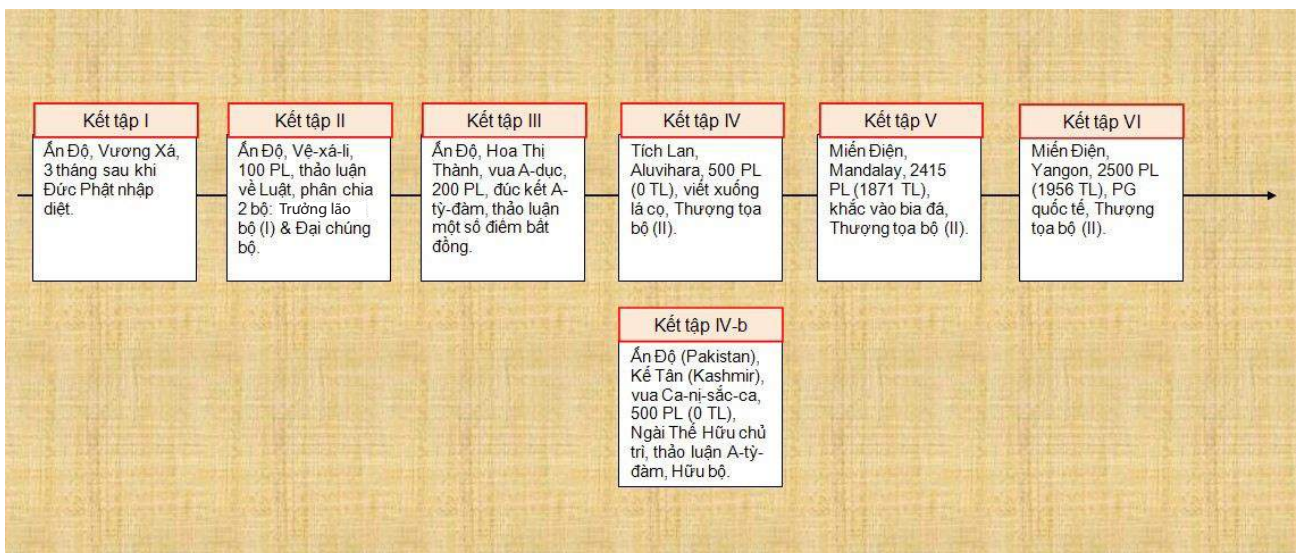 Kết tập I
Ấn Độ, Vương Xá,
3 tháng sau khi
Đức Phật nhập
diệt.
Kết tập II
Ấn Độ, Vệ-xá-li,
100 PL, thảo luận
về Luật, phân chia
2 bộ: Trưởng lão
bộ (I) & Đại chúng
bộ.
Kết tập III
Ấn Độ, Hoa Thị
Thành, vua A-dục,
200 PL, đúc kết A-
tỳ-đàm, thảo luận
một số điểm bất
đồng.
Kết tập IV
Tích Lan,
Aluvihara, 500 PL
(0 TL), viết xuống
lá cọ, Thượng tọa
bộ (II).
Kết tập V
Miến Điện,
Mandalay, 2415
PL (1871 TL),
khắc vào bia đá,
Thượng tọa bộ (II).
Kết tập VI
Miến Điện,
Yangon, 2500 PL
(1956 TL), PG
quốc tế, Thượng
tọa bộ (II).
Kết tập IV-b
Ấn Độ (Pakistan),
Kế Tân (Kashmir),
vua Ca-nị-sắc-ca,
500 PL (0 TL),
Ngài Thế Hữu chủ
trì, thảo luận A-tỳ-
đàm, Hữu bộ.